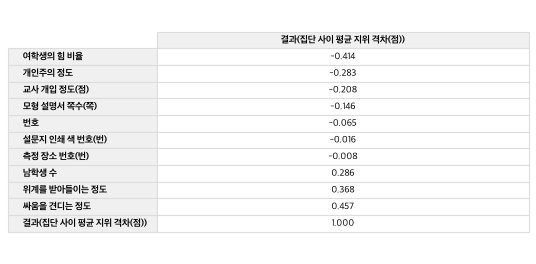 결과(집단 사이 평균 지위 격차(점))
여학생의 힘 비율 -0.414
개인주의 정도 -0.283
교사 개입 정도(점) -0.208
모형 설명서 쪽수(쪽) -0.146
번호 -0.065
설문지 인쇄 색 번호(번) -0.016
측정 장소 번호(번) -0.008
남학생 수 0.286
위계를 받아들이는 정도 0.368
싸움을 견디는 정도 0.457
결과(집단 사이 평균 지위 격차(점)) 1.000